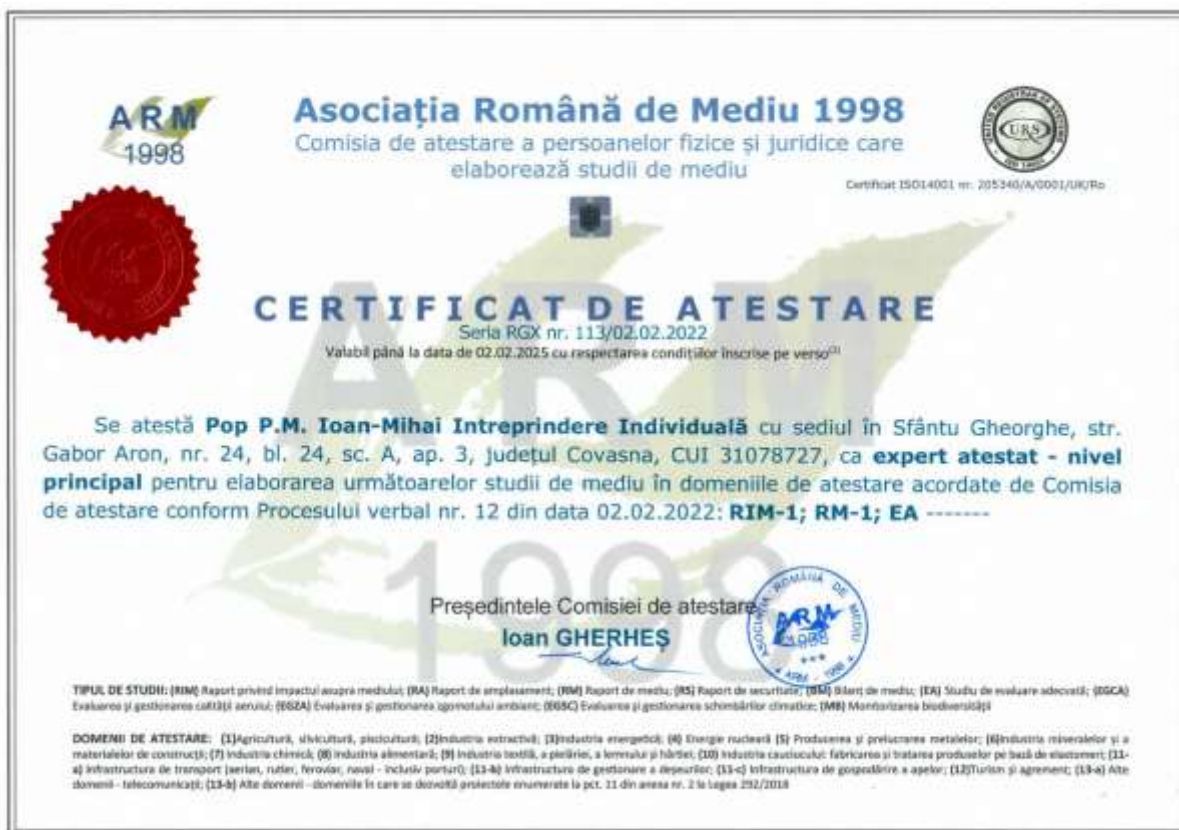 ARM
1998
Asociația Română de Mediu 1998
Comisia de atestare a persoanelor fizice și juridice care
elaborează studii de mediu
URS
ISO 14001
Certificat ISO14001 nr. 205340/A/0001/UK/Ro
CERTIFICAT DE ATESTARE
Seria RGX nr. 113/02.02.2022
Valabil până la data de 02.02.2025 cu respectarea condițiilor înscrise pe verso
Se atestă Pop P.M. Ioan-Mihai Intreprindere Individuală cu sediul în Sfântu Gheorghe, str.
Gabor Aron, nr. 24, bl. 24, sc. A, ap. 3, județul Covasna, CUI 31078727, ca expert atestat - nivel
principal pentru elaborarea următoarelor studii de mediu în domeniile de atestare acordate de Comisia
de atestare conform Procesului verbal nr. 12 din data 02.02.2022: RIM-1; RM-1; EA -------
ARM
1998
Președintele Comisiei de atestare
Ioan GHERHEȘ
ASOCIAȚIA ROMÂNĂ DE MEDIU
ARM
1998
ARM - 1998
TIPUL DE STUDII: (RIM) Raport privind impactul asupra mediului; (RA) Raport de amplasament; (RM) Raport de mediu; (RS) Raport de securitate; (BM) Bilanț de mediu; (EA) Studiu de evaluare adecvată; (EGCA)
Evaluarea și gestionarea calității aerului; (EGZA) Evaluarea și gestionarea zgomotului ambiant; (EGSC) Evaluarea și gestionarea schimbărilor climatice; (MB) Monitorizarea biodiversității
DOMENII DE ATESTARE: (1)Agricultură, silvicultură, piscicultură; (2)Industria extractivă; (3)Industria energetică; (4) Energie nucleară (5) Producerea și prelucrarea metalelor; (6)Industria mineralelor și a
materialelor de construcții; (7) Industria chimică; (8) Industria alimentară; (9) Industria textilă, a pielăriei, a lemnului și hârtiei; (10) Industria cauciucului: fabricarea și tratarea produselor pe bază de elastomeri; (11-
a) Infrastructura de transport (aerian, rutier, feroviar, naval - inclusiv porturi); (11-b) Infrastructura de gestionare a deșeurilor; (11-c) Infrastructura de gospodărire a apelor; (12)Turism și agrement; (13-a) Alte
domenii - telecomunicații; (13-b) Alte domenii - domeniile în care se dezvoltă proiectele enumerate la pct. 11 din anexa nr. 2 la Legea 292/2018